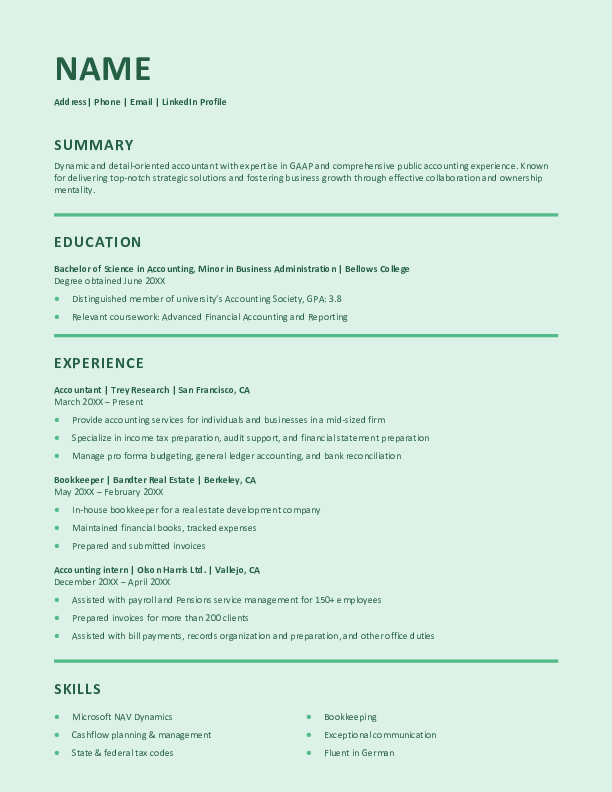 NAME
Address| Phone | Email | LinkedIn Profile
SUMMARY
Dynamic and detail-oriented accountant with expertise in GAAP and comprehensive public accounting experience. Known
for delivering top-notch strategic solutions and fostering business growth through effective collaboration and ownership
mentality.
EDUCATION
Bachelor of Science in Accounting, Minor in Business Administration | Bellows College
Degree obtained June 20XX
• Distinguished member of university's Accounting Society, GPA: 3.8
• Relevant coursework: Advanced Financial Accounting and Reporting
EXPERIENCE
Accountant | Trey Research | San Francisco, CA
March 20XX – Present
• Provide accounting services for individuals and businesses in a mid-sized firm
• Specialize in income tax preparation, audit support, and financial statement preparation
• Manage pro forma budgeting, general ledger accounting, and bank reconciliation
Bookkeeper | Bandter Real Estate | Berkeley, CA
May 20XX – February 20XX
• In-house bookkeeper for a real estate development company
• Maintained financial books, tracked expenses
• Prepared and submitted invoices
Accounting intern | Olson Harris Ltd. | Vallejo, CA
December 20XX – April 20XX
• Assisted with payroll and Pensions service management for 150+ employees
• Prepared invoices for more than 200 clients
• Assisted with bill payments, records organization and preparation, and other office duties
SKILLS
• Microsoft NAV Dynamics
• Cashflow planning & management
• State & federal tax codes
• Bookkeeping
• Exceptional communication
• Fluent in German